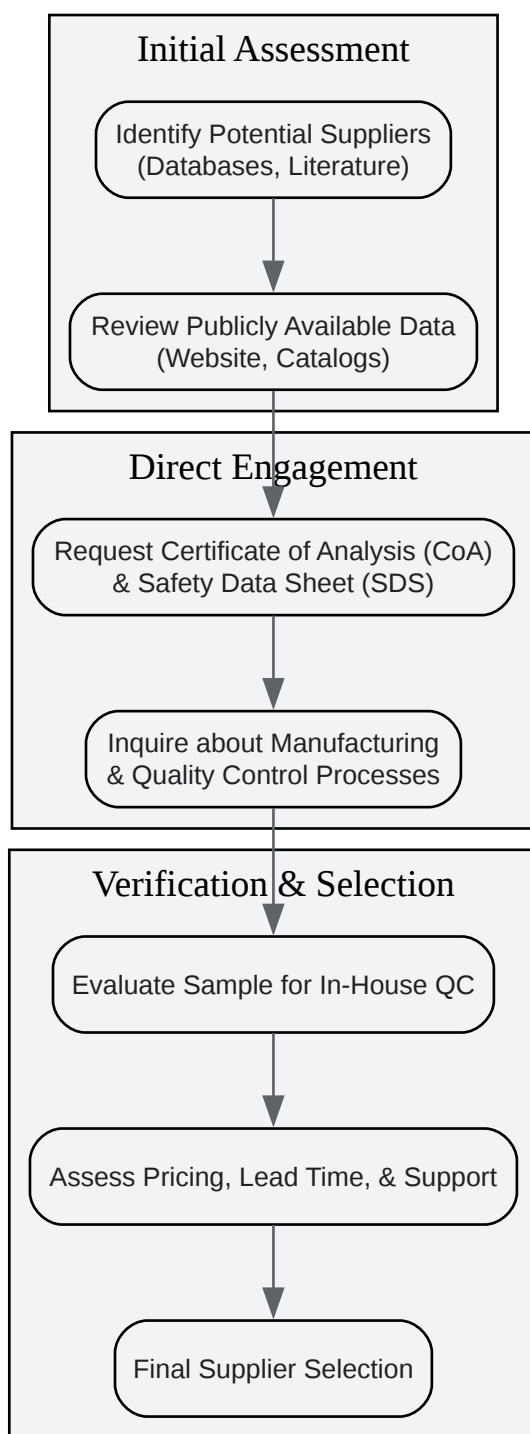 Initial Assessment
Identify Potential Suppliers
(Databases, Literature)
Review Publicly Available Data
(Website, Catalogs)
Direct Engagement
Request Certificate of Analysis (CoA)
& Safety Data Sheet (SDS)
Inquire about Manufacturing
& Quality Control Processes
Verification & Selection
Evaluate Sample for In-House QC
Assess Pricing, Lead Time, & Support
Final Supplier Selection